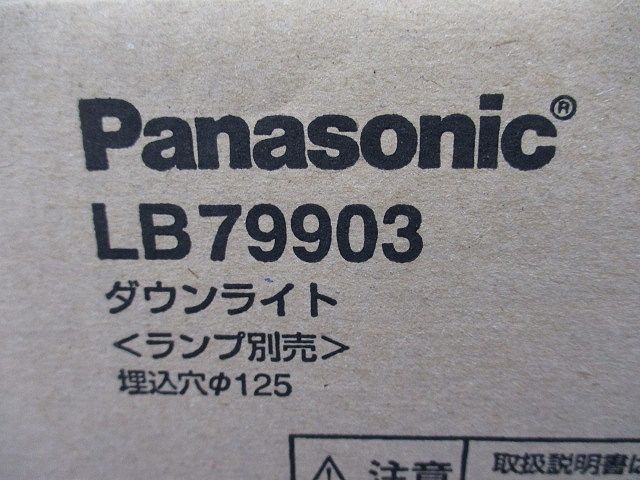 Panasonic®
LB79903
ダウンライト
<ランプ別売>
埋込穴Φ125
⚠ 注意
取扱説明書は